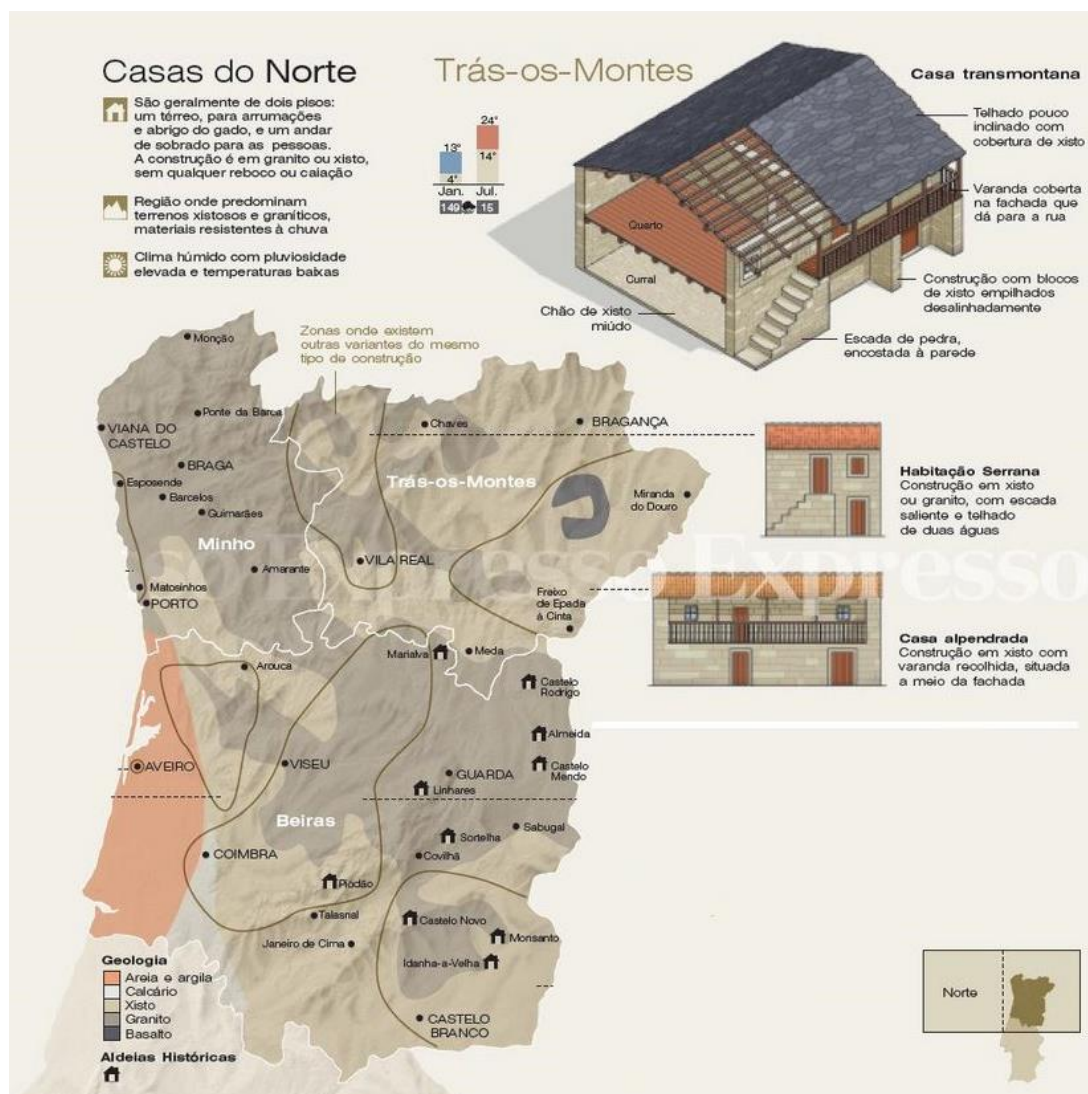 Casas do Norte
São geralmente de dois pisos:
um térreo, para arrumações
e abrigo do gado, e um andar
de sobrado para as pessoas.
A construção é em granito ou xisto,
sem qualquer reboco ou caiação
Região onde predominam
terrenos xistosos e graníticos,
materiais resistentes à chuva
Clima húmido com pluviosidade
elevada e temperaturas baixas
Trás-os-Montes
13°
4°
24°
14°
Jan.
Jul.
149
15
Casa transmontana
Telhado pouco
inclinado com
cobertura de xisto
Varanda coberta
na fachada que
dá para a rua
Construção com blocos
de xisto empilhados
desalinhadamente
Escada de pedra,
encostada à parede
Chão de xisto
miúdo
Quarto
Curral
Zonas onde existem
outras variantes do mesmo
tipo de construção
Monção
Ponte da Barca
VIANA DO
CASTELO
BRAGA
Esposende
Barcelos
Guimarães
Minho
Amarante
Matosinhos
PORTO
Chaves
BRAGANÇA
Trás-os-Montes
Miranda
do Douro
VILA REAL
Freixo
de Epada
à Cinta
Habitação Serrana
Construção em xisto
ou granito, com escada
saliente e telhado
de duas águas
Expresso Expresso
Casa alpendrada
Construção em xisto com
varanda recolhida, situada
a meio da fachada
Marialva
Meda
Arouca
Castelo
Rodrigo
Almeida
Castelo
Mendo
AVEIRO
VISEU
GUARDA
Linhares
Beiras
Sortelha
Sabugal
COIMBRA
Covilhã
Piódão
Talasnal
Castelo Novo
Monsanto
Janeiro de Cima
Idanha-a-Velha
CASTELO
BRANCO
Geologia
Areia e argila
Calcário
Xisto
Granito
Basalto
Aldeias Históricas
Norte